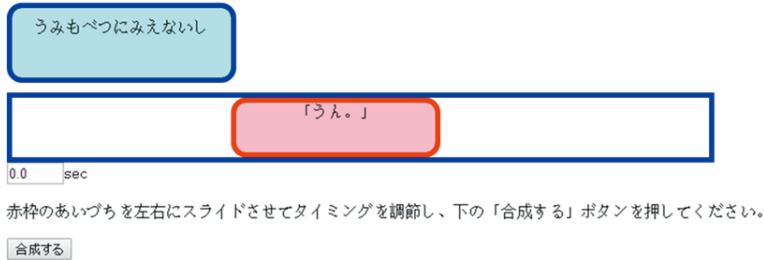 うみもべつにみえないし
「うん。」
0.0 sec
赤枠のあいづちを左右にスライドさせてタイミングを調節し、下の「合成する」ボタンを押してください。
合成する